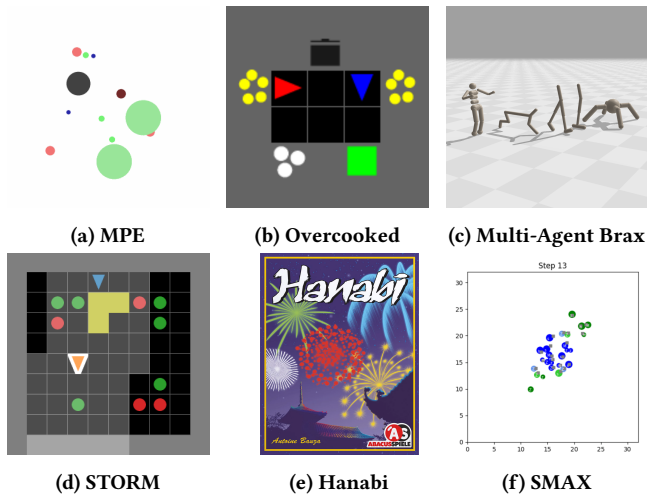 (a) MPE
(b) Overcooked
(c) Multi-Agent Brax
Hanabi
Antoine Bauza
ABACUSSPIELE
Step 13
30
25
20
15
10
5
0
0 5 10 15 20 25 30
(d) STORM
(e) Hanabi
(f) SMAX